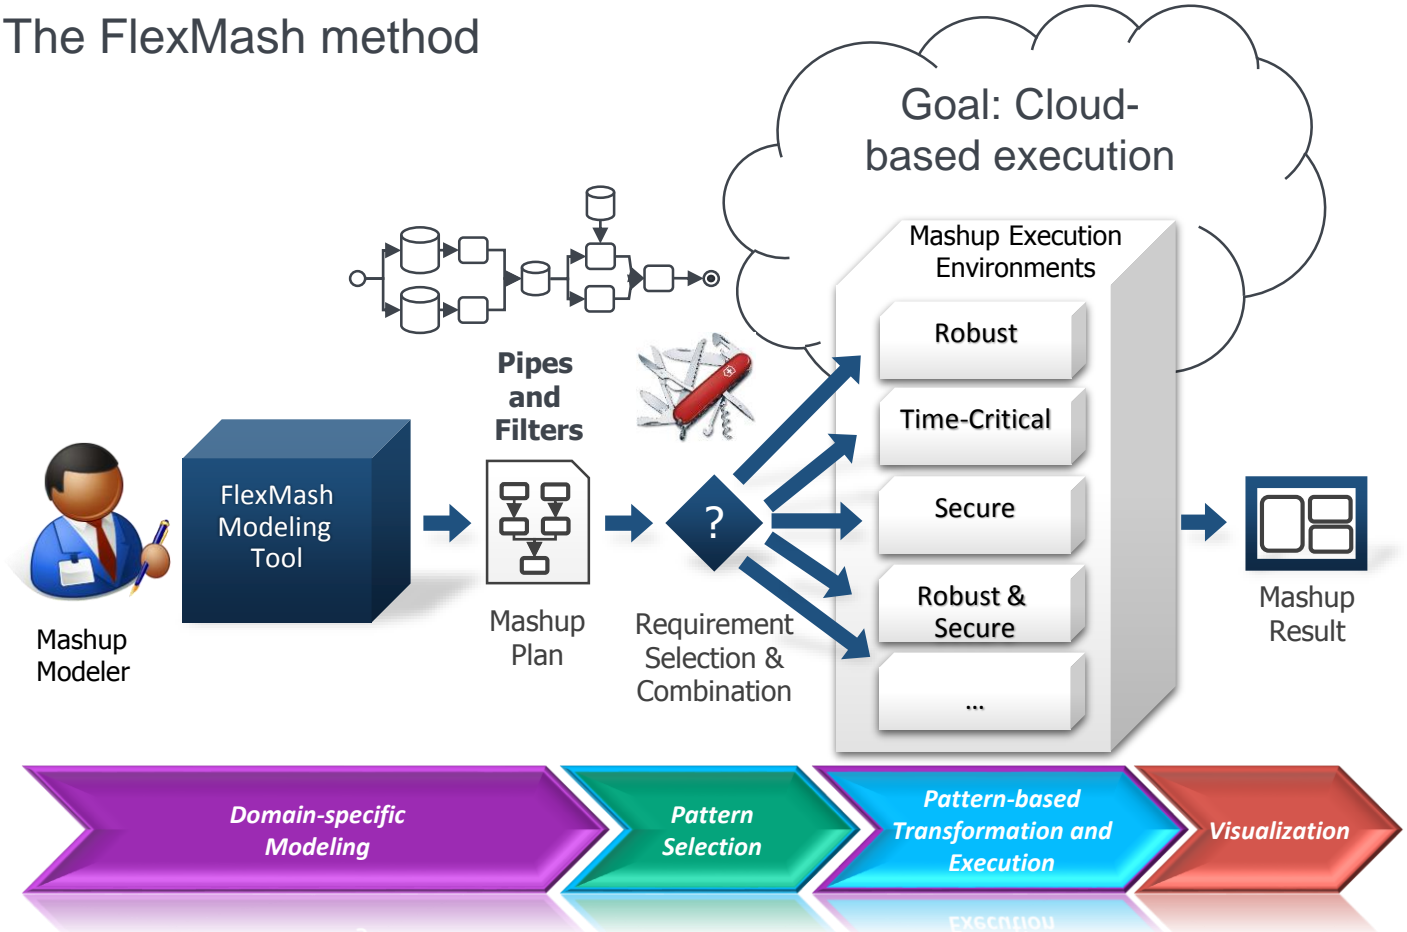 The FlexMash method
Goal: Cloud-
based execution
Mashup Execution
Environments
Robust
Time-Critical
Secure
Robust &
Secure
...
Pipes
and
Filters
FlexMash
Modeling
Tool
?
Mashup
Modeler
Mashup
Plan
Requirement
Selection &
Combination
Mashup
Result
Domain-specific
Modeling
Pattern
Selection
Pattern-based
Transformation and
Execution
Visualization